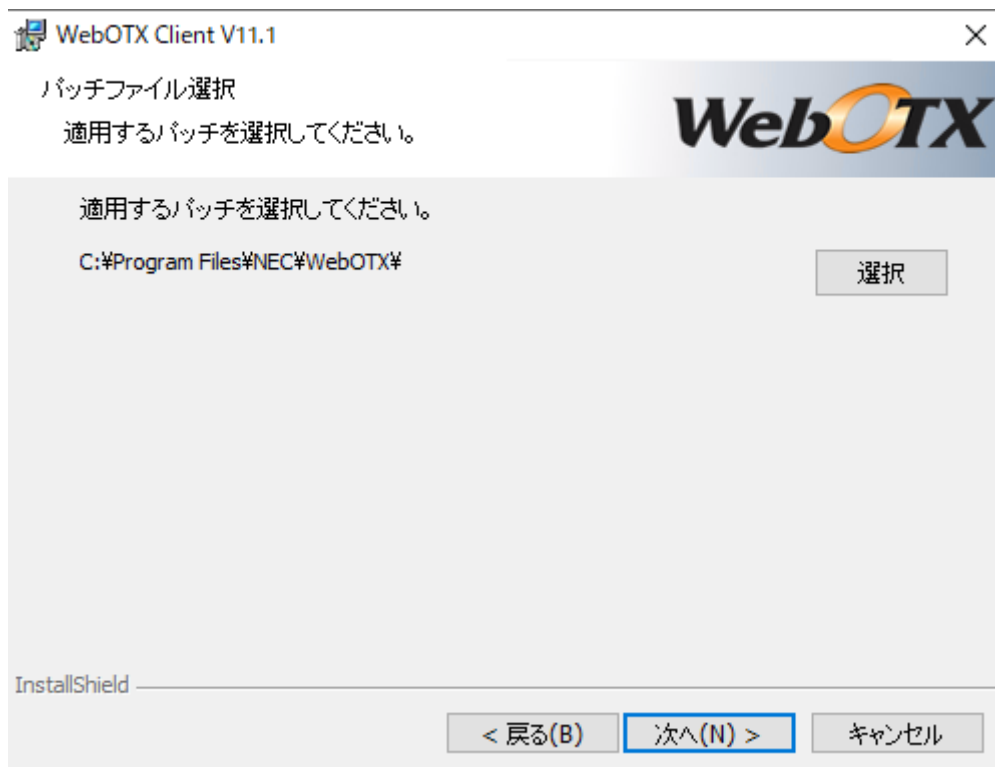 WebOTX Client V11.1
パッチファイル選択
適用するパッチを選択してください。
WebOTX
適用するパッチを選択してください。
C:¥Program Files¥NEC¥WebOTX¥
選択
InstallShield
< 戻る(B)
次へ(N) >
キャンセル